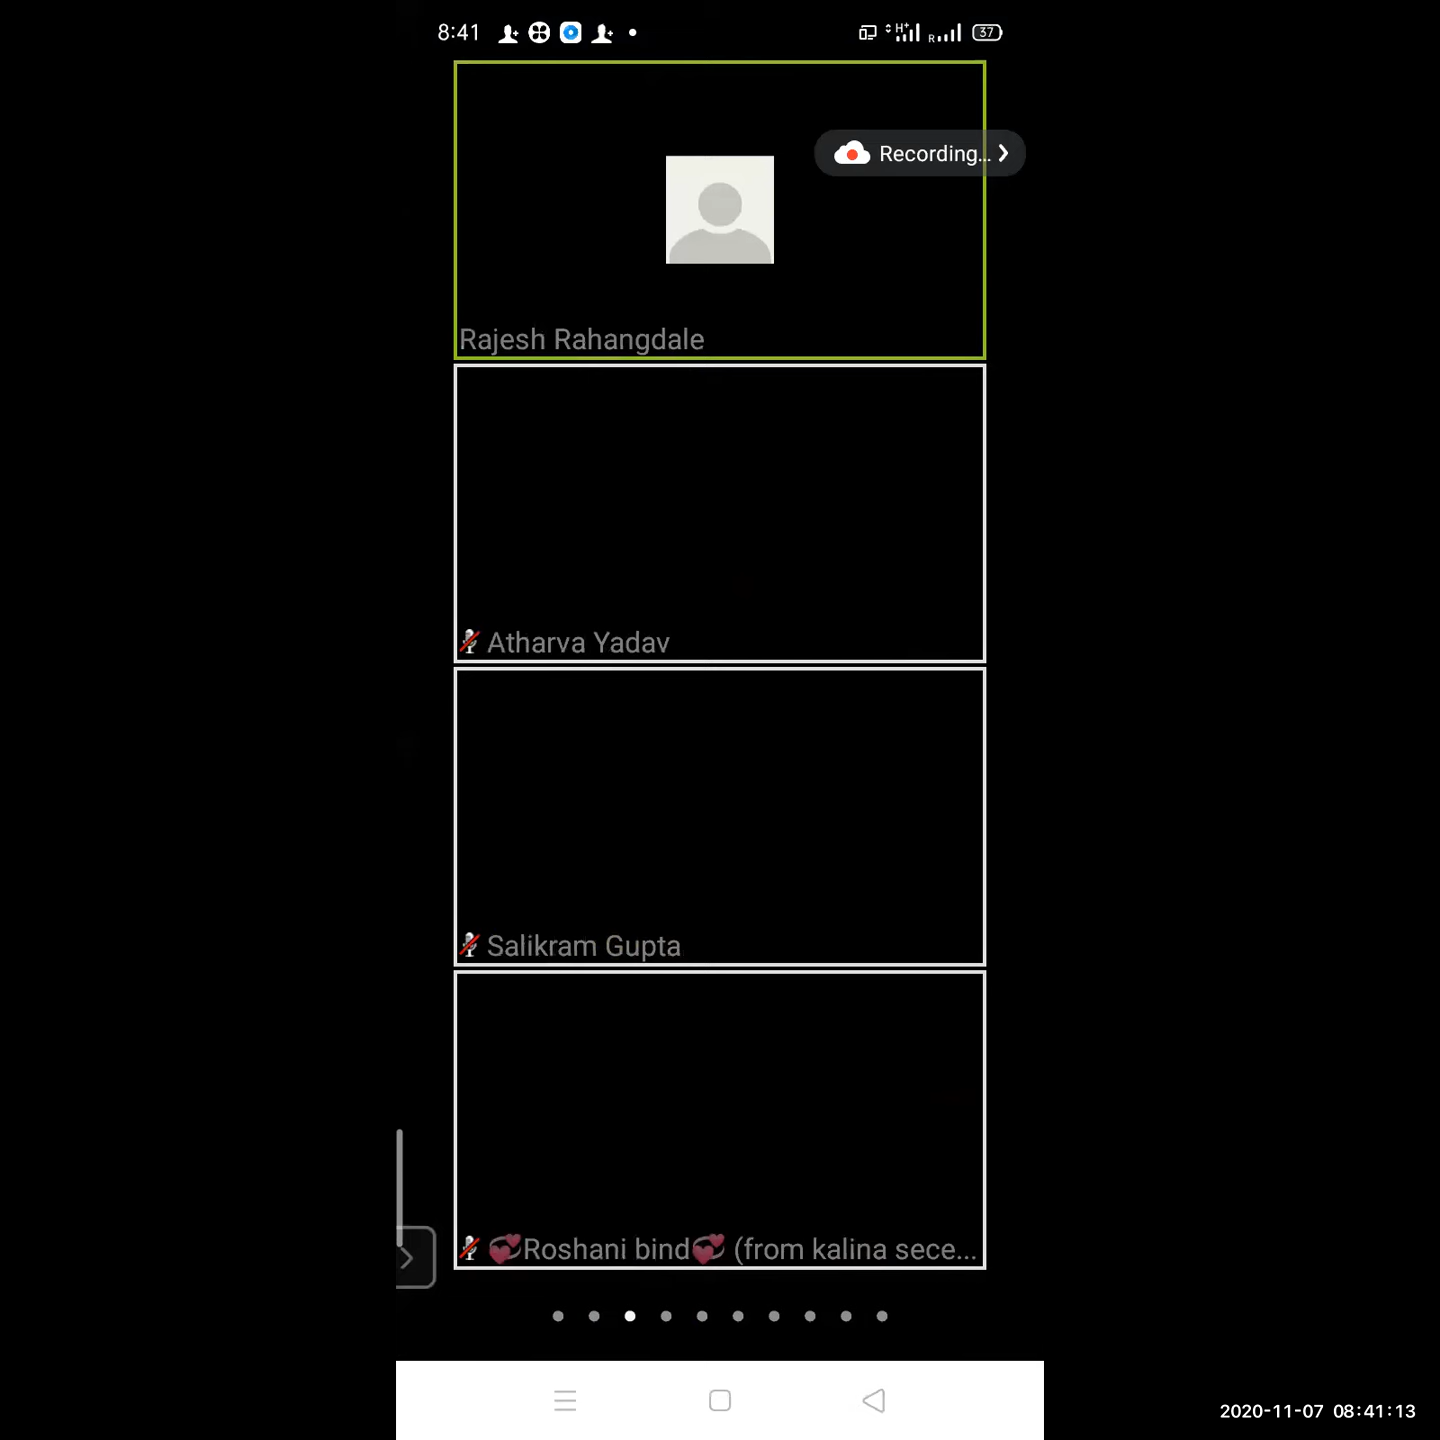 8:41
H+
R
37
Recording... 
Rajesh Rahangdale
Atharva Yadav
Salikram Gupta
💞Roshani bind💞 (from kalina sece...
2020-11-07 08:41:13